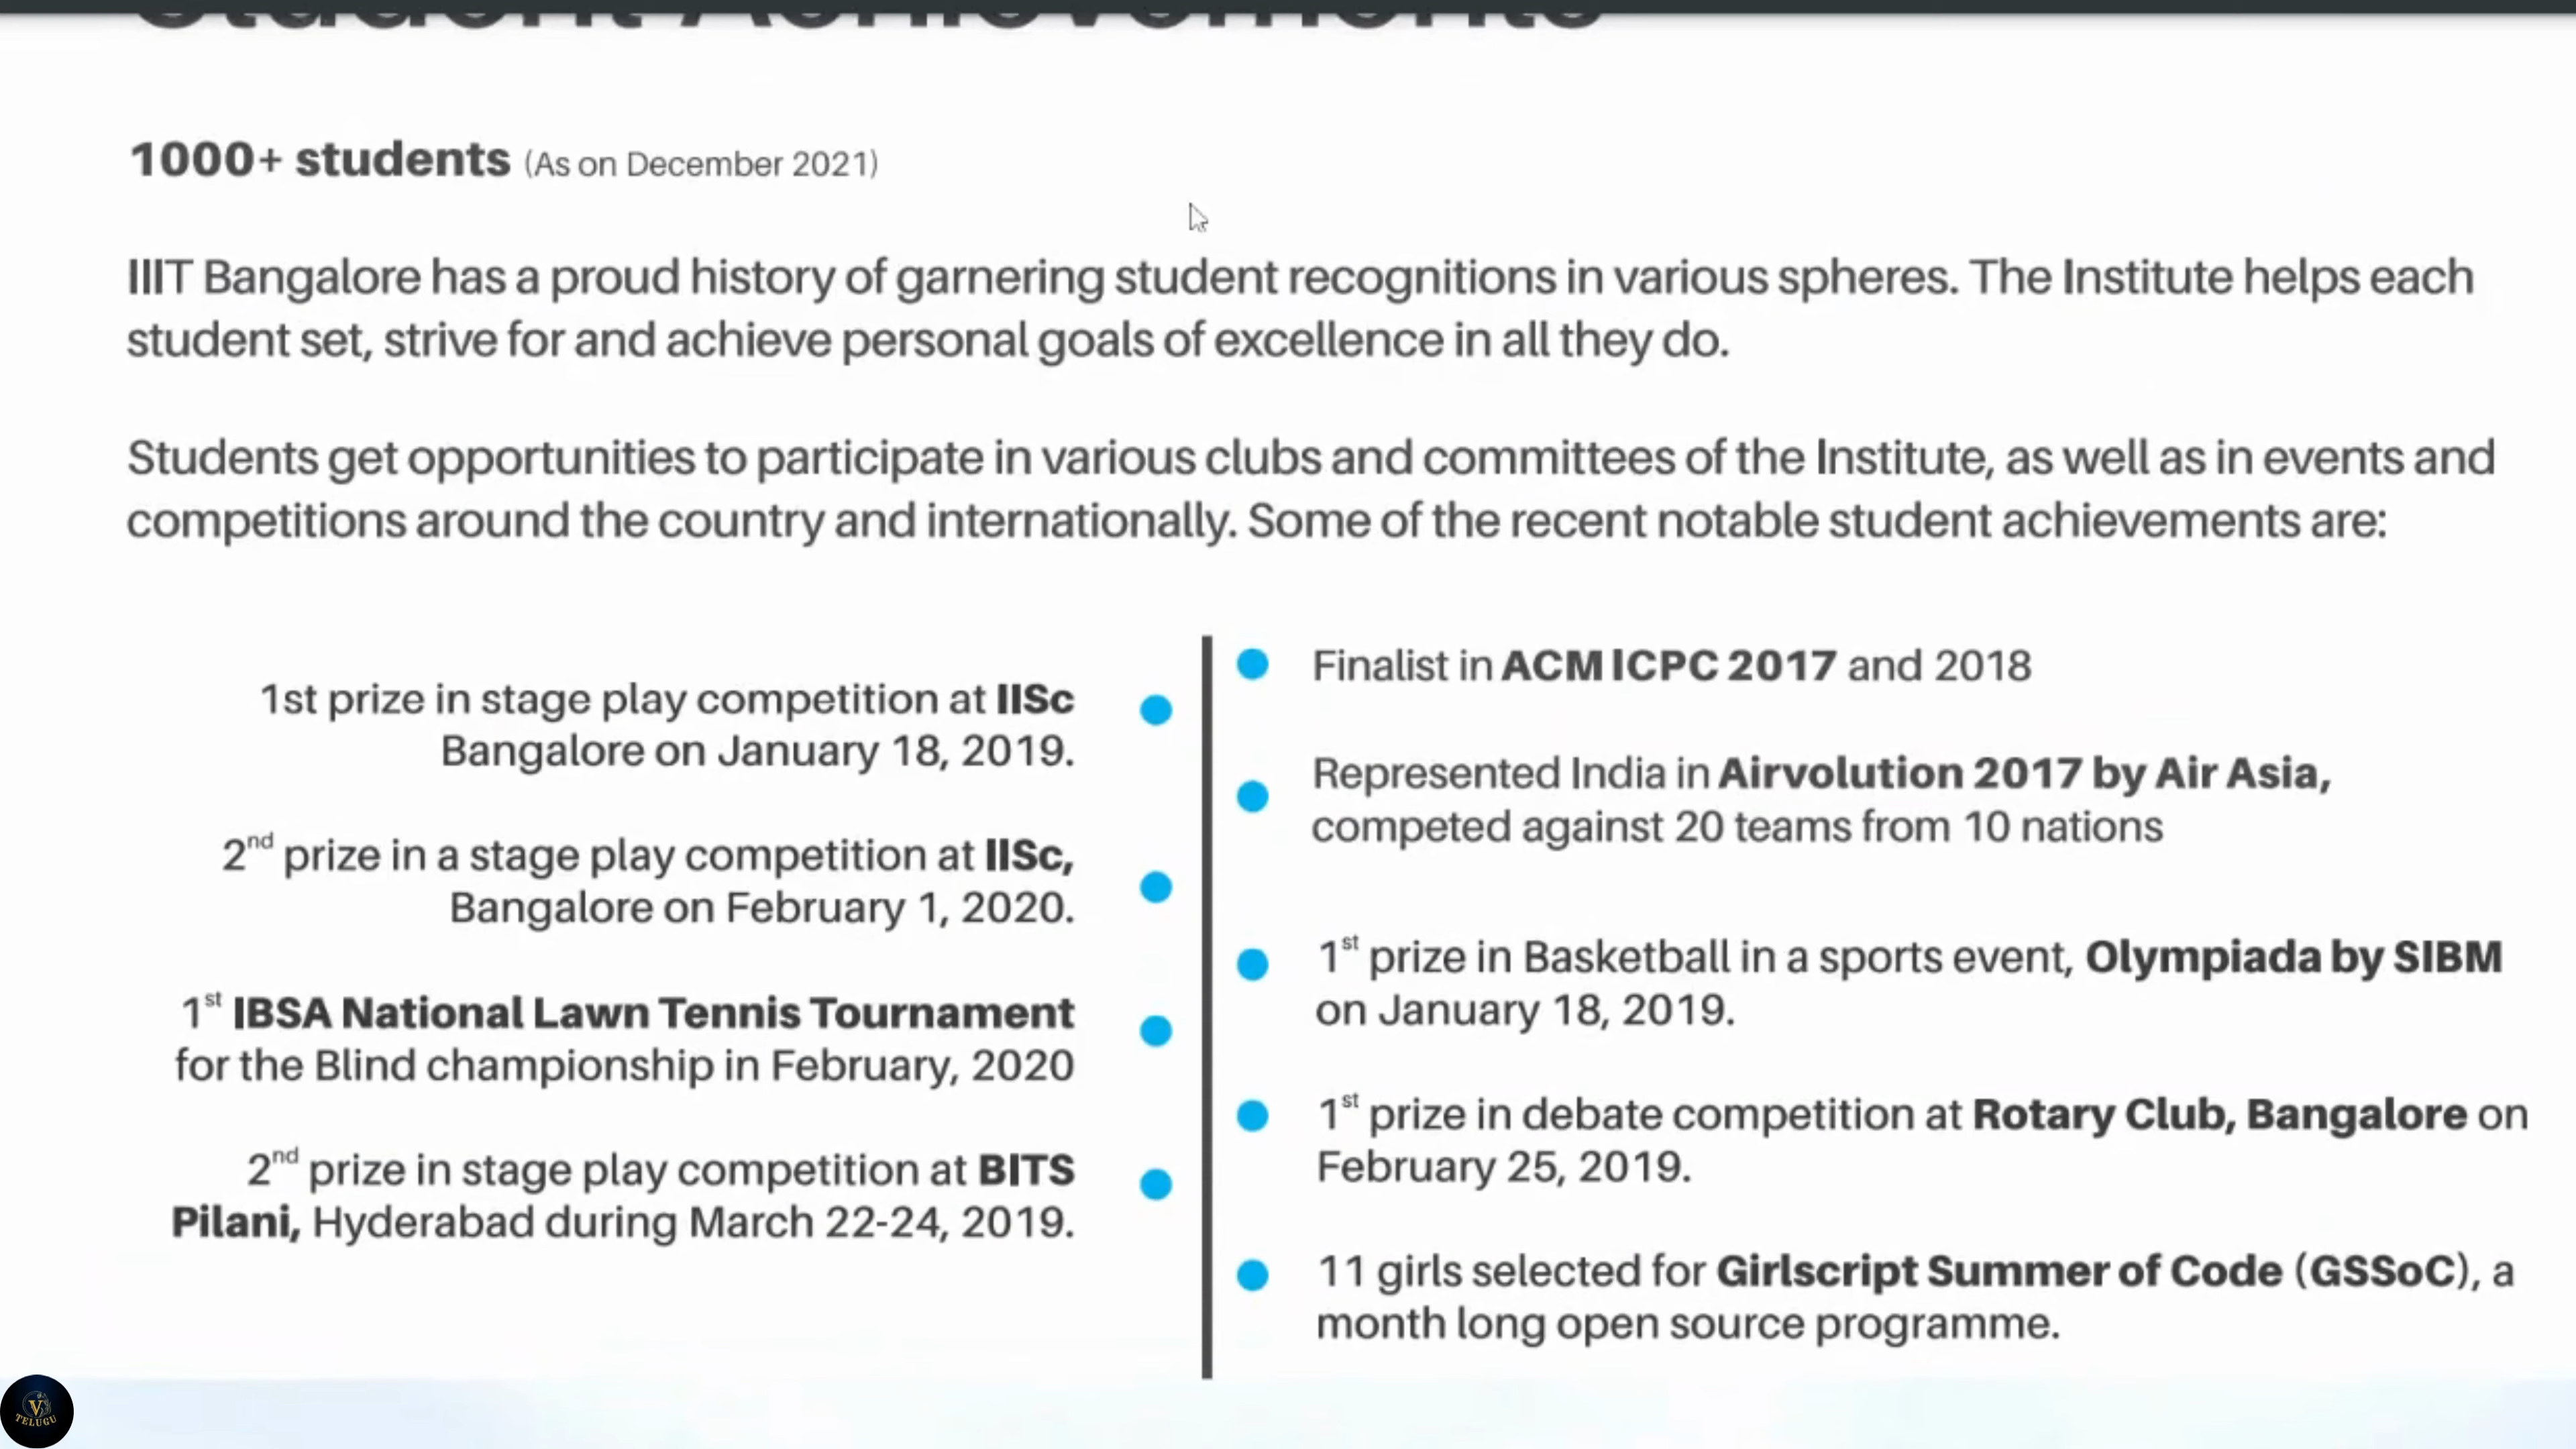 Student Achievements
1000+ students (As on December 2021)
IIIT Bangalore has a proud history of garnering student recognitions in various spheres. The Institute helps each
student set, strive for and achieve personal goals of excellence in all they do.
Students get opportunities to participate in various clubs and committees of the Institute, as well as in events and
competitions around the country and internationally. Some of the recent notable student achievements are:
1st prize in stage play competition at IISc
Bangalore on January 18, 2019.
2nd prize in a stage play competition at IISc,
Bangalore on February 1, 2020.
1st IBSA National Lawn Tennis Tournament
for the Blind championship in February, 2020
2nd prize in stage play competition at BITS
Pilani, Hyderabad during March 22-24, 2019.
Finalist in ACM ICPC 2017 and 2018
Represented India in Airvolution 2017 by Air Asia,
competed against 20 teams from 10 nations
1st prize in Basketball in a sports event, Olympiada by SIBM
on January 18, 2019.
1st prize in debate competition at Rotary Club, Bangalore on
February 25, 2019.
11 girls selected for Girlscript Summer of Code (GSSoC), a
month long open source programme.
V
TELUGU